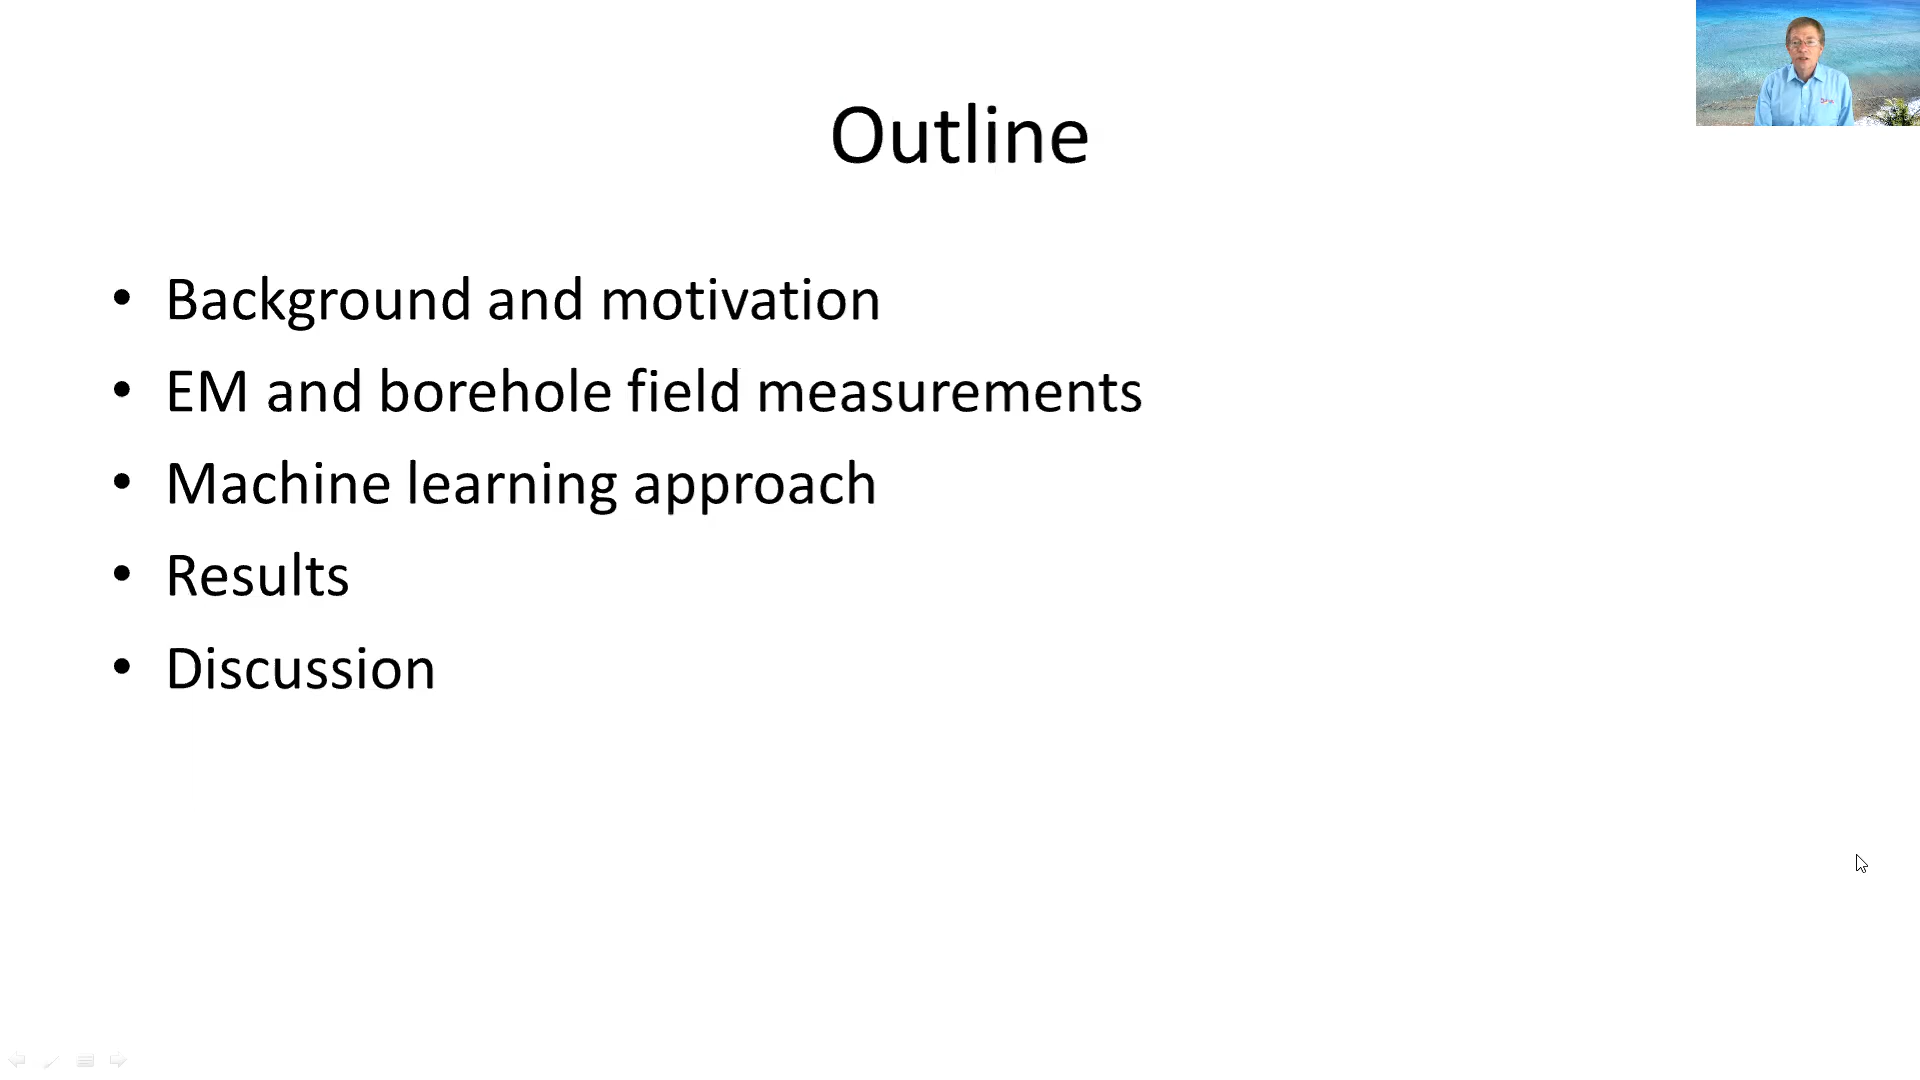 Outline
• Background and motivation
• EM and borehole field measurements
• Machine learning approach
• Results
• Discussion